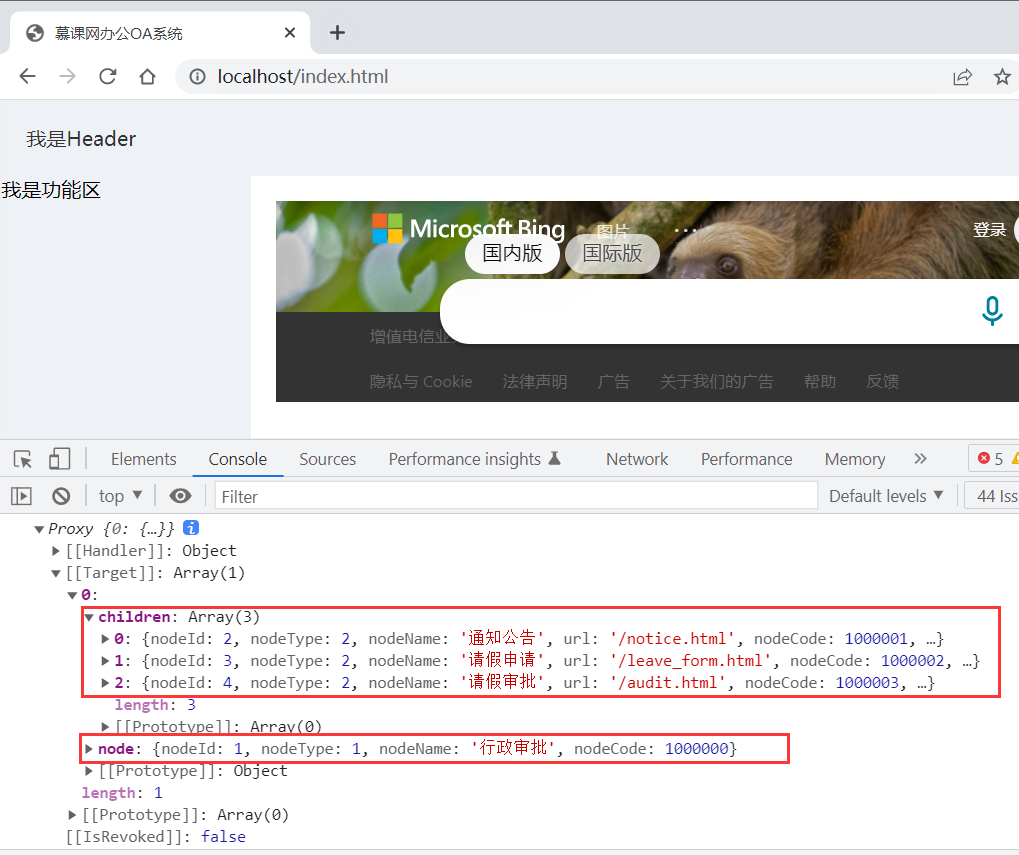 慕课网办公OA系统
localhost/index.html
我是Header
我是功能区
Microsoft Bing 图片 ... 登录
国内版 国际版
增值电信业
隐私与 Cookie 法律声明 广告 关于我们的广告 帮助 反馈
Elements Console Sources Performance insights Network Performance Memory 5
top Filter Default levels 44 Iss
Proxy {0: {…}}
[[Handler]]: Object
[[Target]]: Array(1)
0:
children: Array(3)
0: {nodeId: 2, nodeType: 2, nodeName: '通知公告', url: '/notice.html', nodeCode: 1000001, …}
1: {nodeId: 3, nodeType: 2, nodeName: '请假申请', url: '/leave_form.html', nodeCode: 1000002, …}
2: {nodeId: 4, nodeType: 2, nodeName: '请假审批', url: '/audit.html', nodeCode: 1000003, …}
length: 3
[[Prototype]]: Array(0)
node: {nodeId: 1, nodeType: 1, nodeName: '行政审批', nodeCode: 1000000}
[[Prototype]]: Object
length: 1
[[Prototype]]: Array(0)
[[IsRevoked]]: false